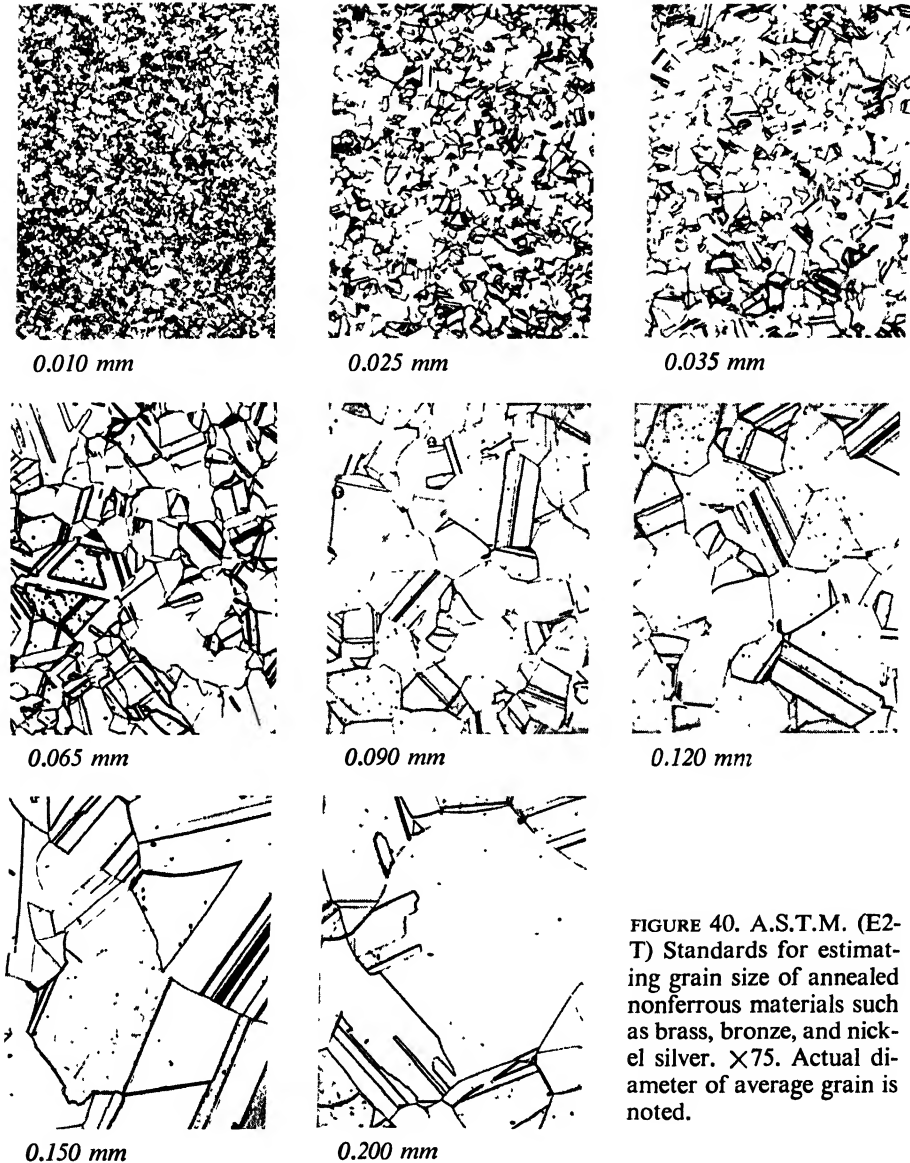 0.010 mm
0.025 mm
0.035 mm
0.065 mm
0.090 mm
0.120 mm
0.150 mm
0.200 mm
FIGURE 40. A.S.T.M. (E2-
T) Standards for estimat-
ing grain size of annealed
nonferrous materials such
as brass, bronze, and nick-
el silver. ×75. Actual di-
ameter of average grain is
noted.